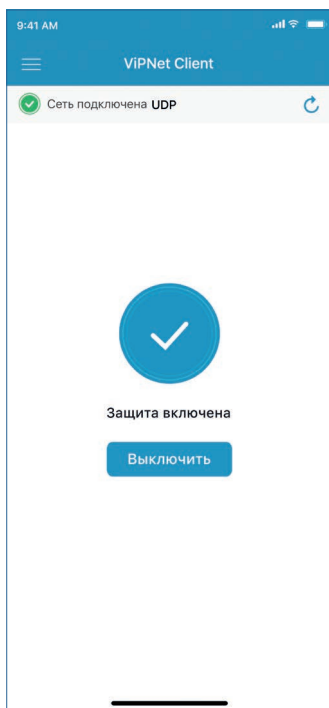 9:41 AM
ViPNet Client
Сеть подключена UDP
Защита включена
Выключить